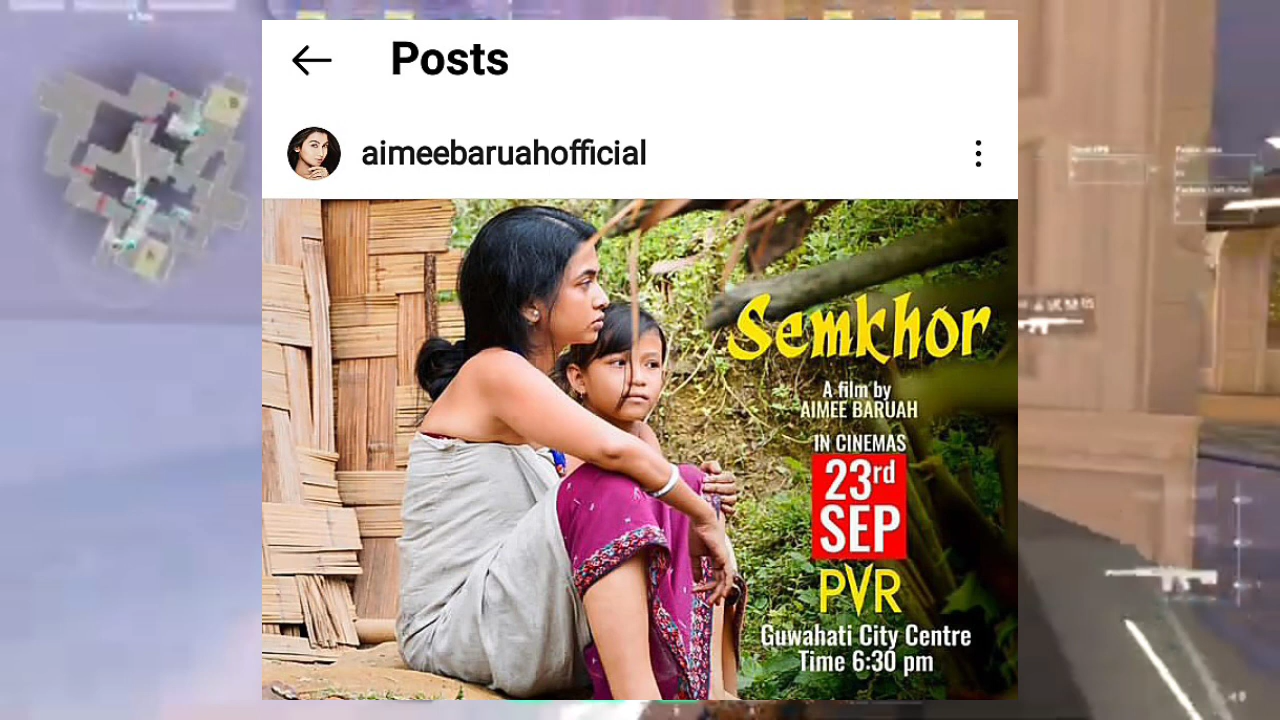 Posts
aimeebaruahofficial
Semkhor
A film by
AIMEE BARUAH
IN CINEMAS
23rd
SEP
PVR
Guwahati City Centre
Time 6:30 pm